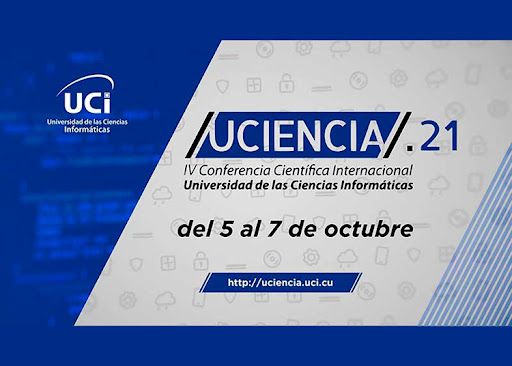 UCi
Universidad de las Ciencias
Informáticas
UCIENCIA/.21
IV Conferencia Científica Internacional
Universidad de las Ciencias Informáticas
del 5 al 7 de octubre
http://uciencia.uci.cu